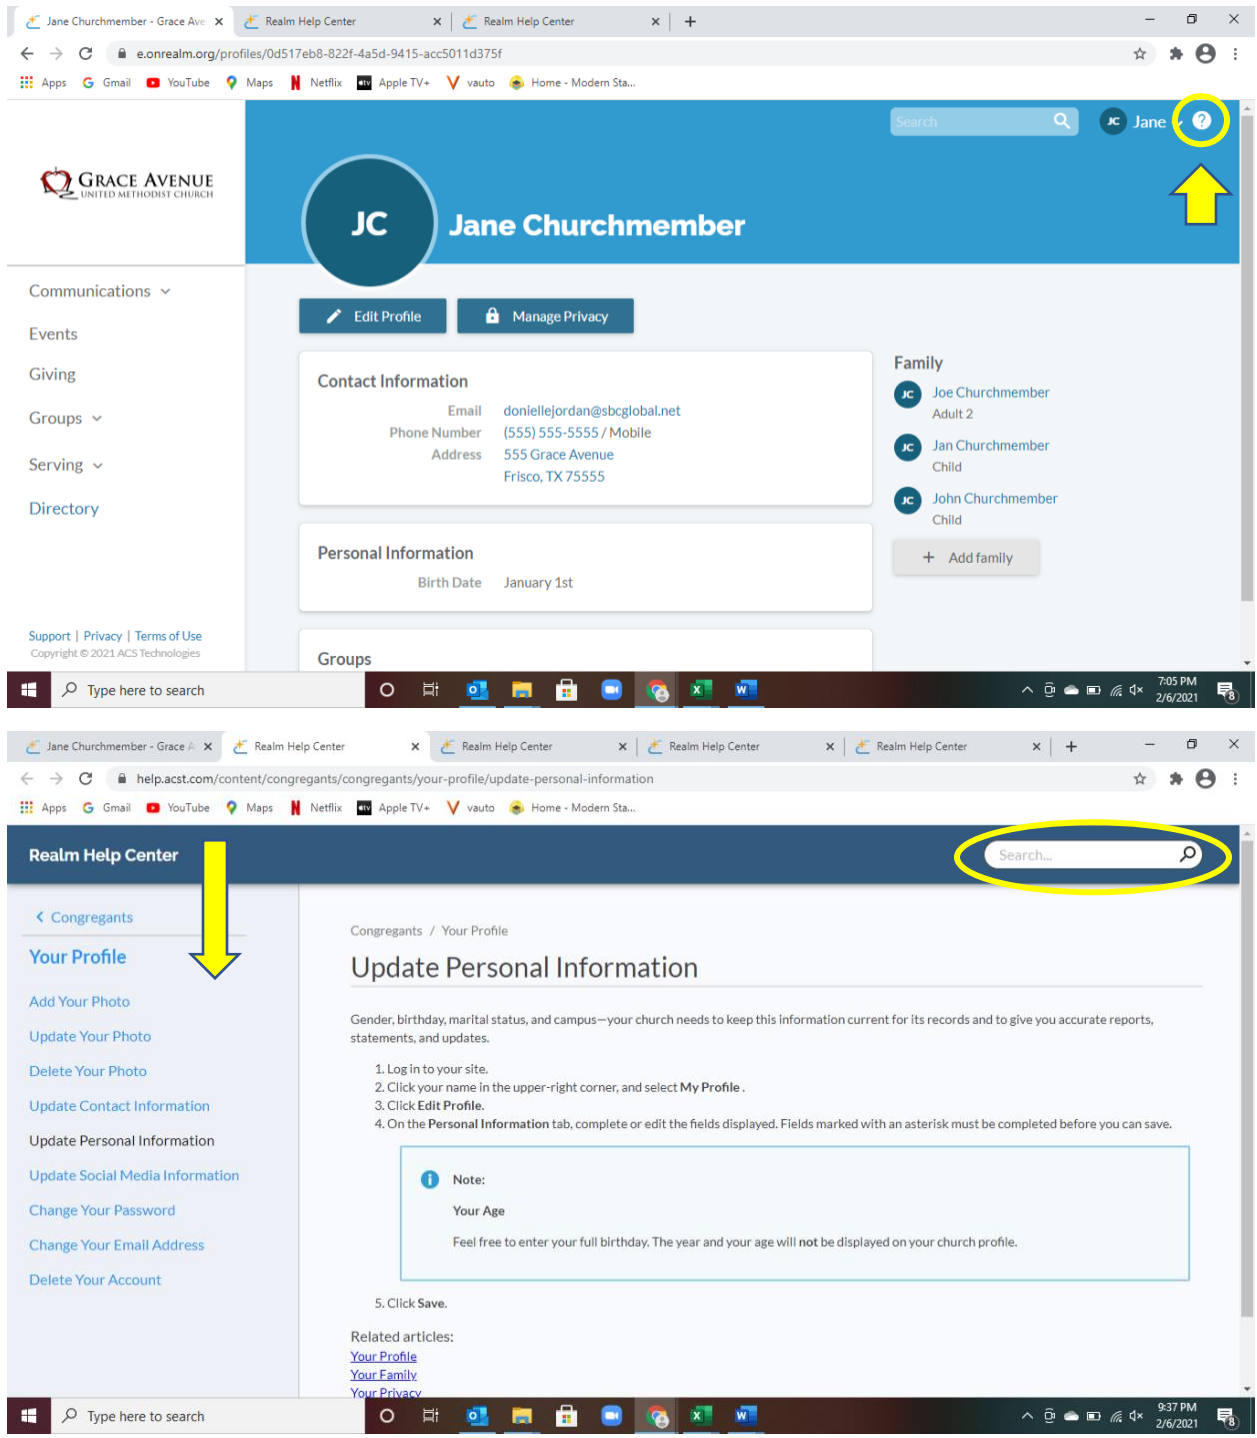 Jane Churchmember - Grace Ave
Realm Help Center
Realm Help Center
e.onrealm.org/profiles/0d517eb8-822f-4a5d-9415-acc5011d375f
Apps Gmail YouTube Maps Netflix Apple TV+ vauto Home - Modern Sta...
Search
JC Jane ?
GRACE AVENUE
UNITED METHODIST CHURCH
JC
Jane Churchmember
Communications
Events
Giving
Groups
Serving
Directory
Support | Privacy | Terms of Use
Copyright © 2021 ACS Technologies
Edit Profile
Manage Privacy
Contact Information
Email doniellejordan@sbcglobal.net
Phone Number (555) 555-5555 / Mobile
Address 555 Grace Avenue
Frisco, TX 75555
Personal Information
Birth Date January 1st
Groups
Family
JC Joe Churchmember
Adult 2
JC Jan Churchmember
Child
JC John Churchmember
Child
+ Add family
Type here to search
7:05 PM
2/6/2021
8
Jane Churchmember - Grace A
Realm Help Center
Realm Help Center
Realm Help Center
Realm Help Center
help.acst.com/content/congregants/congregants/your-profile/update-personal-information
Apps Gmail YouTube Maps Netflix Apple TV+ vauto Home - Modern Sta...
Realm Help Center
Search...
Congregants
Your Profile
Add Your Photo
Update Your Photo
Delete Your Photo
Update Contact Information
Update Personal Information
Update Social Media Information
Change Your Password
Change Your Email Address
Delete Your Account
Congregants / Your Profile
Update Personal Information
Gender, birthday, marital status, and campus—your church needs to keep this information current for its records and to give you accurate reports,
statements, and updates.
1. Log in to your site.
2. Click your name in the upper-right corner, and select My Profile .
3. Click Edit Profile.
4. On the Personal Information tab, complete or edit the fields displayed. Fields marked with an asterisk must be completed before you can save.
Note:
Your Age
Feel free to enter your full birthday. The year and your age will not be displayed on your church profile.
5. Click Save.
Related articles:
Your Profile
Your Family
Your Privacy
Type here to search
9:37 PM
2/6/2021
8